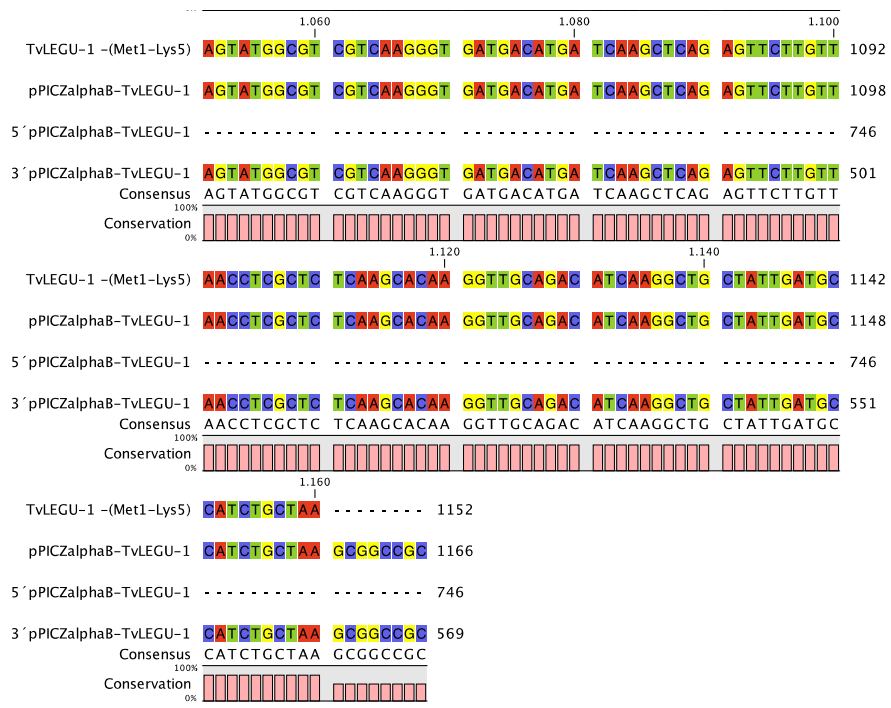 1.060 1.080 1.100
TvLEGU-1 -(Met1-Lys5) AGTATGGCGT CGTCAAGGGT GATGACATGA TCAAGCTCAG AGTTCTTGTT 1092
pPICZalphaB-TvLEGU-1 AGTATGGCGT CGTCAAGGGT GATGACATGA TCAAGCTCAG AGTTCTTGTT 1098
5´pPICZalphaB-TvLEGU-1 - - - - - - - - - - - - - - - - - - - - - - - - - - - - - - - - - - - - - - - - - - - - - - - - - - 746
3´pPICZalphaB-TvLEGU-1 AGTATGGCGT CGTCAAGGGT GATGACATGA TCAAGCTCAG AGTTCTTGTT 501
Consensus AGTATGGCGT CGTCAAGGGT GATGACATGA TCAAGCTCAG AGTTCTTGTT
100%
Conservation
0%
1.120 1.140
TvLEGU-1 -(Met1-Lys5) AACCTCGCTC TCAAGCACAA GGTTGCAGAC ATCAAGGCTG CTATTGATGC 1142
pPICZalphaB-TvLEGU-1 AACCTCGCTC TCAAGCACAA GGTTGCAGAC ATCAAGGCTG CTATTGATGC 1148
5´pPICZalphaB-TvLEGU-1 - - - - - - - - - - - - - - - - - - - - - - - - - - - - - - - - - - - - - - - - - - - - - - - - - - 746
3´pPICZalphaB-TvLEGU-1 AACCTCGCTC TCAAGCACAA GGTTGCAGAC ATCAAGGCTG CTATTGATGC 551
Consensus AACCTCGCTC TCAAGCACAA GGTTGCAGAC ATCAAGGCTG CTATTGATGC
100%
Conservation
0%
1.160
TvLEGU-1 -(Met1-Lys5) CATCTGCTAA - - - - - - - - 1152
pPICZalphaB-TvLEGU-1 CATCTGCTAA GCGGCCGC 1166
5´pPICZalphaB-TvLEGU-1 - - - - - - - - - - - - - - - - - - 746
3´pPICZalphaB-TvLEGU-1 CATCTGCTAA GCGGCCGC 569
Consensus CATCTGCTAA GCGGCCGC
100%
Conservation
0%